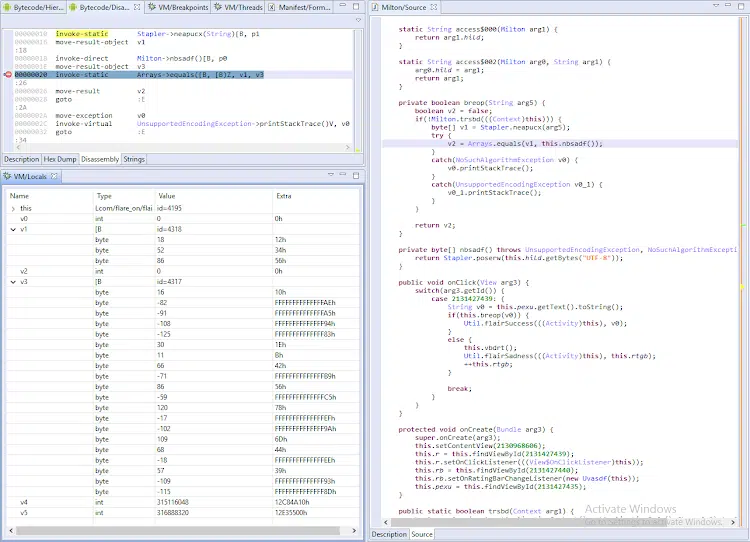 Bytecode/Hier...
Bytecode/Disa...
VM/Breakpoints
VM/Threads
Manifest/Form...
00000018 invoke-static Stapler->neapucx(String)[B, p1
0000001E move-result-object v1
:18
00000018 invoke-direct Milton->nbsadf()[B, p0
0000001E move-result-object v3
00000020 invoke-static Arrays->equals([B, [B)Z, v1, v3
:26
00000026 move-result v2
00000028 goto :E
:2A
0000002A move-exception v0
0000002C invoke-virtual UnsupportedEncodingException->printStackTrace()V, v0
00000032 goto :E
:34
Description Hex Dump Disassembly Strings
VM/Locals
Name Type Value Extra
this Lcom/flare_on/flai id=4195
v0 int 0 0h
v1 [B id=4318
byte 18 12h
byte 52 34h
byte 86 56h
v2 int 0 0h
v3 [B id=4317
byte 16 10h
byte -82 FFFFFFFFFFFFFFAEh
byte -91 FFFFFFFFFFFFFFA5h
byte -108 FFFFFFFFFFFFFF94h
byte -125 FFFFFFFFFFFFFF83h
byte 30 1Eh
byte 11 Bh
byte 66 42h
byte -71 FFFFFFFFFFFFFFB9h
byte 86 56h
byte -59 FFFFFFFFFFFFFFC5h
byte 120 78h
byte -17 FFFFFFFFFFFFFFEFh
byte -102 FFFFFFFFFFFFFF9Ah
byte 109 6Dh
byte 68 44h
byte -18 FFFFFFFFFFFFFFEEh
byte 57 39h
byte -109 FFFFFFFFFFFFFF93h
byte -115 FFFFFFFFFFFFFF8Dh
v4 int 315116048 12C84A10h
v5 int 316888320 12E35500h
Milton/Source
static String access$000(Milton arg1) {
return arg1.hild;
}
static String access$002(Milton arg0, String arg1) {
arg0.hild = arg1;
return arg1;
}
private boolean breop(String arg5) {
boolean v2 = false;
if(!Milton.trsbd(((Context)this))) {
byte[] v1 = Stapler.neapucx(arg5);
try {
v2 = Arrays.equals(v1, this.nbsadf());
}
catch(NoSuchAlgorithmException v0) {
v0.printStackTrace();
}
catch(UnsupportedEncodingException v0_1) {
v0_1.printStackTrace();
}
}
return v2;
}
private byte[] nbsadf() throws UnsupportedEncodingException, NoSuchAlgorithmExcepti
return Stapler.poserw(this.hild.getBytes("UTF-8"));
}
public void onClick(View arg3) {
switch(arg3.getId()) {
case 2131427439: {
String v0 = this.pexu.getText().toString();
if(this.breop(v0)) {
Util.flairSuccess(((Activity)this), v0);
}
else {
this.vbdrt();
Util.flairSadness(((Activity)this), this.rtgb);
++this.rtgb;
}
break;
}
}
}
protected void onCreate(Bundle arg3) {
super.onCreate(arg3);
this.setContentView(2130968606);
this.r = this.findViewById(2131427439);
this.r.setOnClickListener(((View$OnClickListener)this));
this.rb = this.findViewById(2131427440);
this.rb.setOnRatingBarChangeListener(new Uvasdf(this));
this.pexu = this.findViewById(2131427435);
}
public static boolean trsbd(Context arg1) {
Activate Windows
Go to Settings to activate Windows.
Description Source